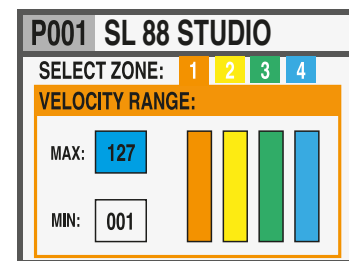 P001 SL 88 STUDIO
SELECT ZONE: 1 2 3 4
VELOCITY RANGE:
MAX: 127
MIN: 001